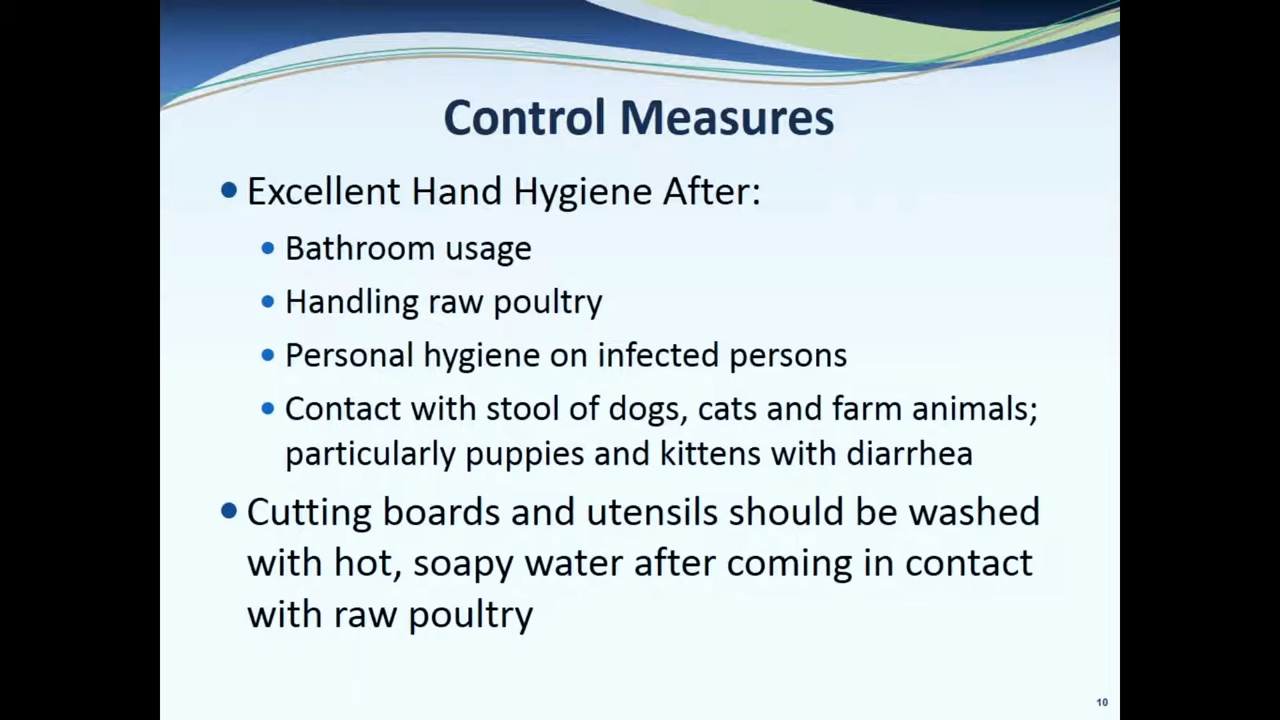 Control Measures
• Excellent Hand Hygiene After:
• Bathroom usage
• Handling raw poultry
• Personal hygiene on infected persons
• Contact with stool of dogs, cats and farm animals;
particularly puppies and kittens with diarrhea
• Cutting boards and utensils should be washed
with hot, soapy water after coming in contact
with raw poultry
10